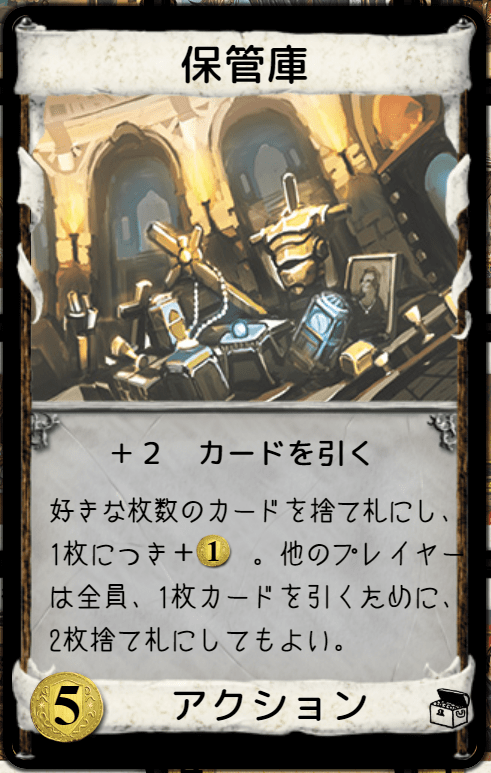 保管庫
＋２ カードを引く
好きな枚数のカードを捨て札にし、
1枚につき＋1 。他のプレイヤー
は全員、1枚カードを引くために、
2枚捨て札にしてもよい。
5 アクション